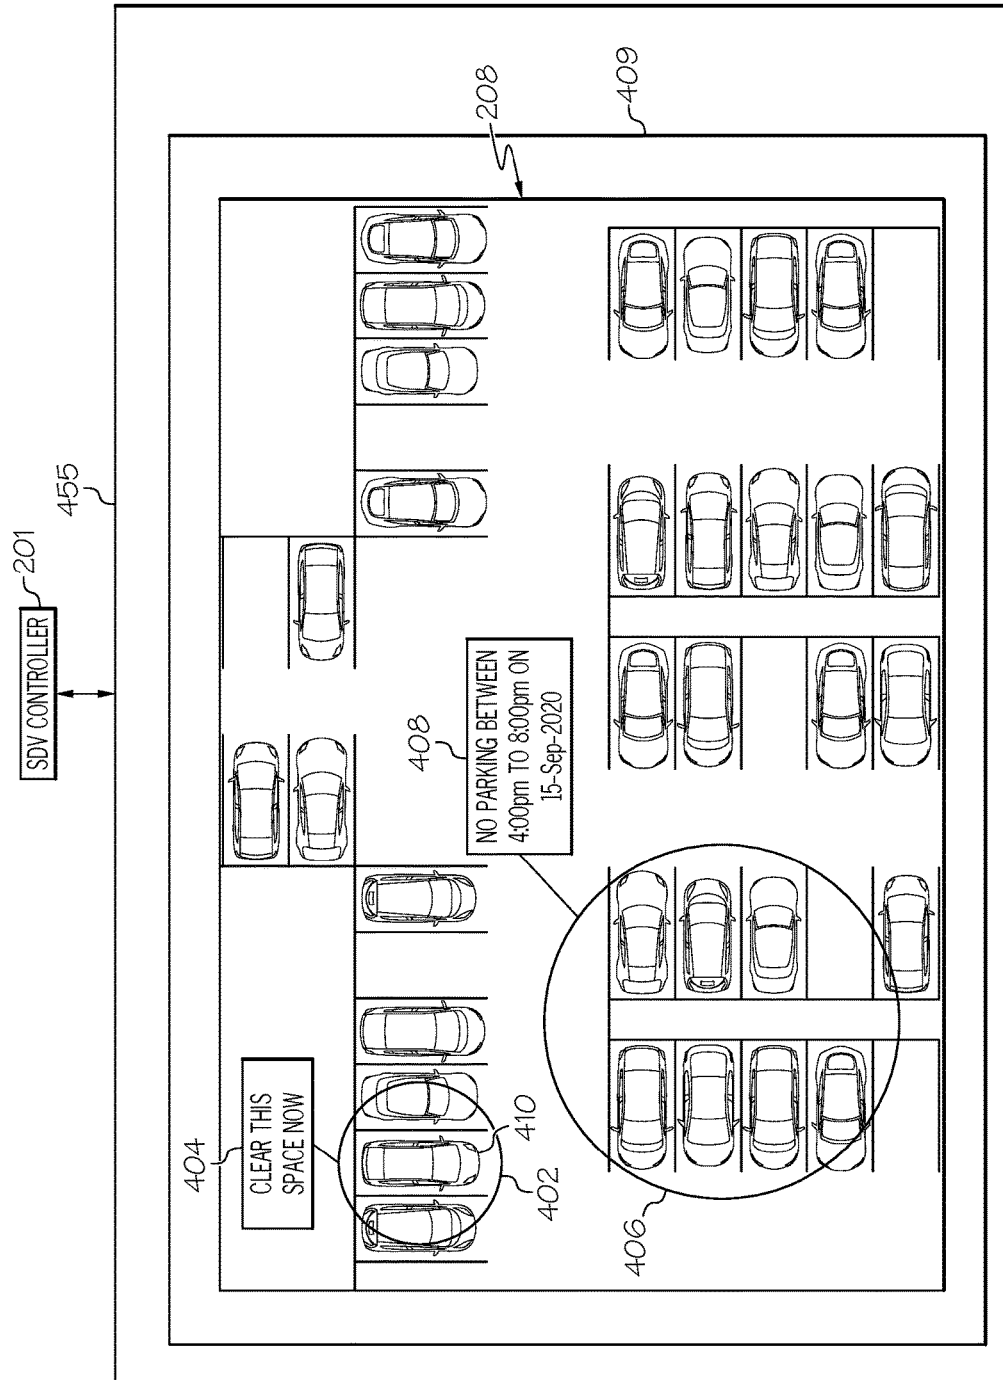 SDV CONTROLLER
201
455
208
409
408
NO PARKING BETWEEN
4:00pm TO 8:00pm ON
15-Sep-2020
404
CLEAR THIS
SPACE NOW
410
402
406